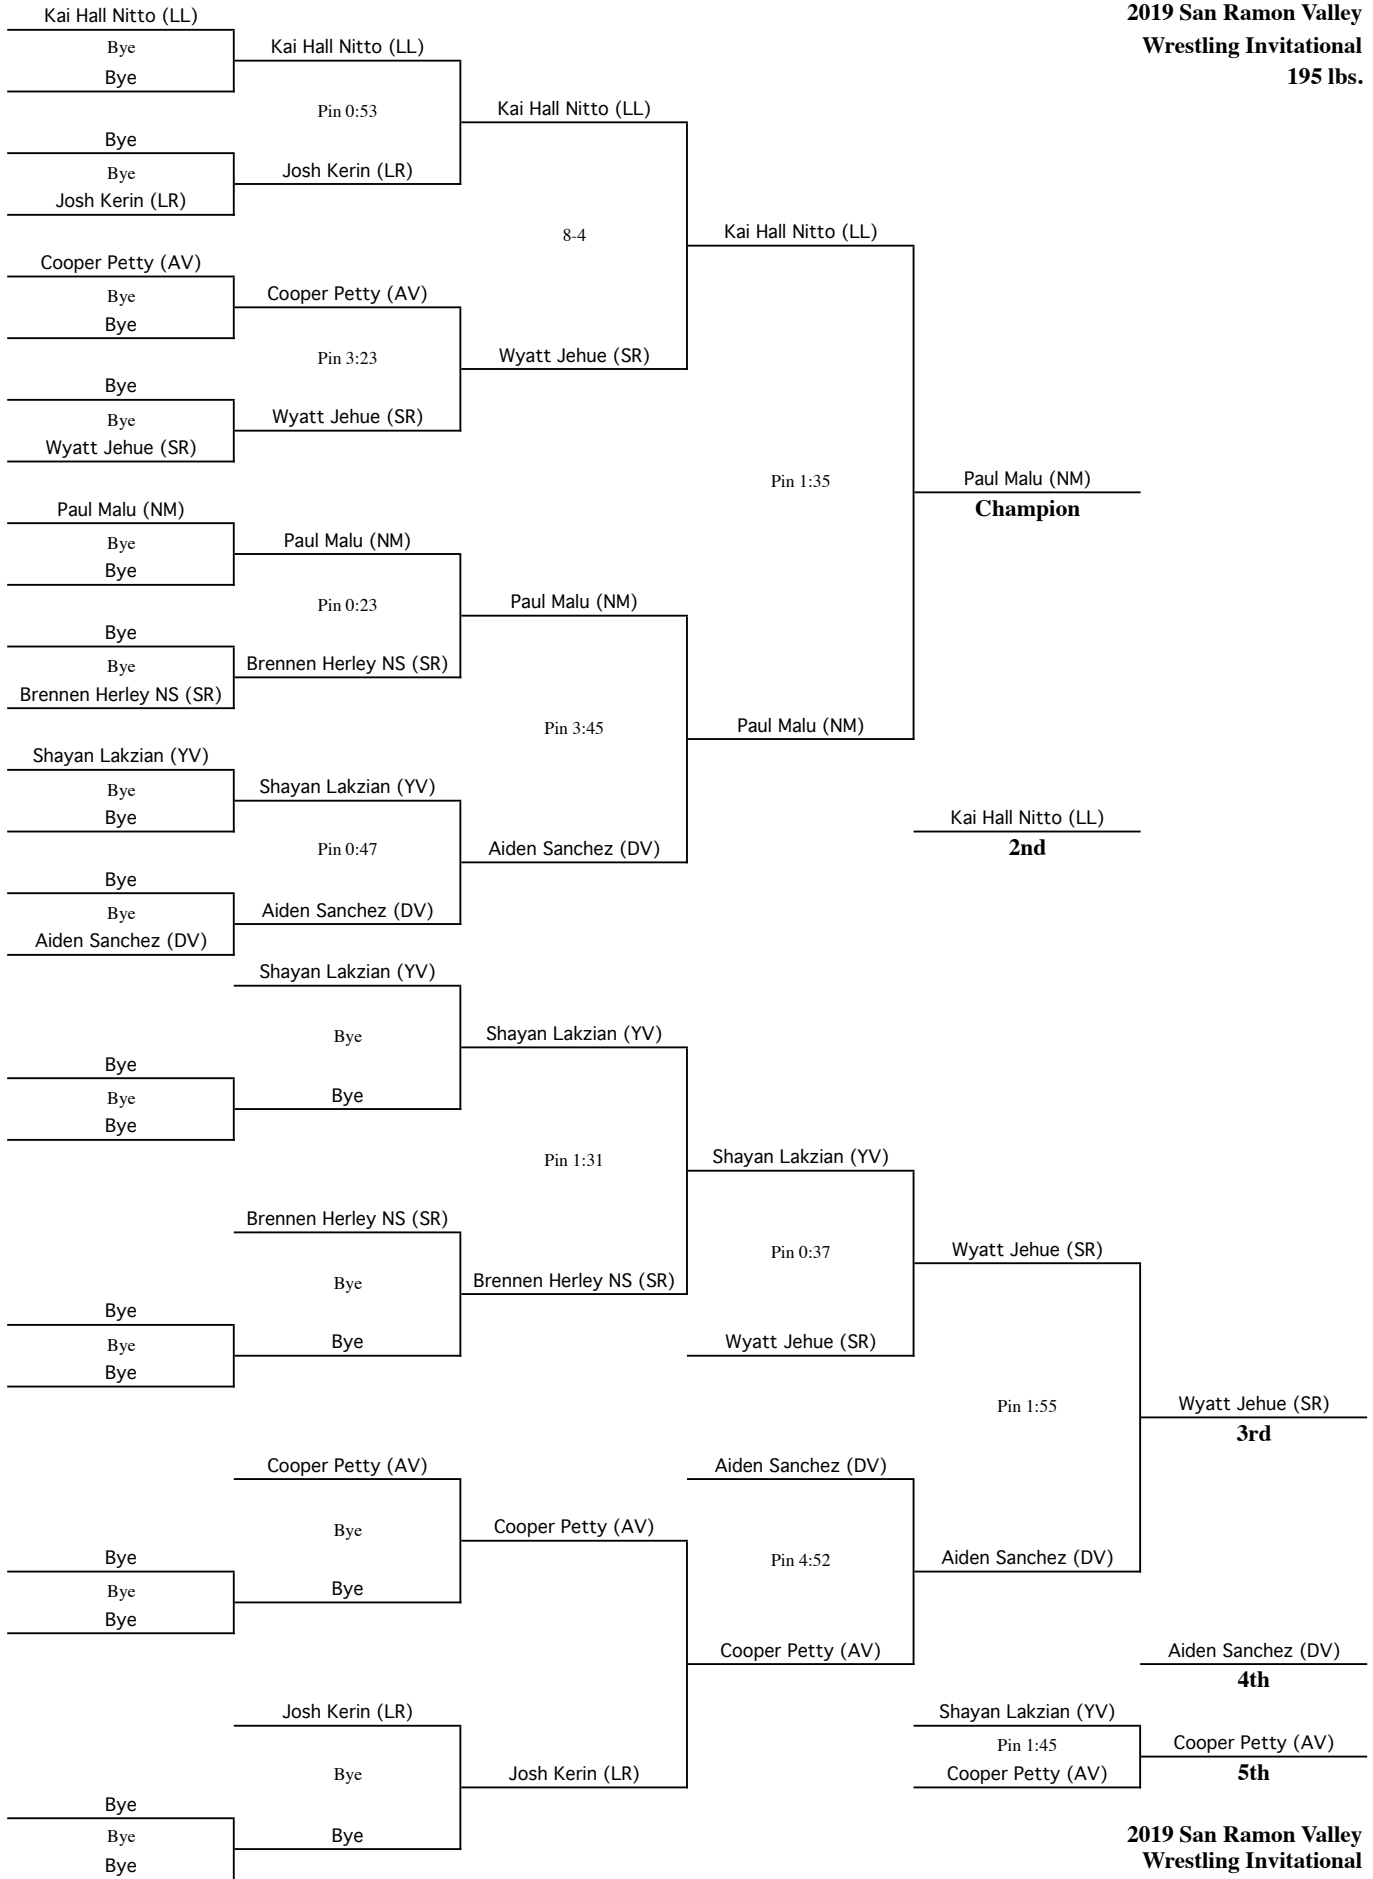 Kai Hall Nitto (LL)
2019 San Ramon Valley
Bye
Kai Hall Nitto (LL)
Wrestling Invitational
Bye
195 lbs.
Pin 0:53
Kai Hall Nitto (LL)
Bye
Bye
Josh Kerin (LR)
Josh Kerin (LR)
8-4
Kai Hall Nitto (LL)
Cooper Petty (AV)
Bye
Cooper Petty (AV)
Bye
Pin 3:23
Wyatt Jehue (SR)
Bye
Bye
Wyatt Jehue (SR)
Wyatt Jehue (SR)
Pin 1:35
Paul Malu (NM)
Champion
Paul Malu (NM)
Bye
Paul Malu (NM)
Bye
Pin 0:23
Paul Malu (NM)
Bye
Bye
Brennen Herley NS (SR)
Brennen Herley NS (SR)
Pin 3:45
Paul Malu (NM)
Shayan Lakzian (YV)
Bye
Shayan Lakzian (YV)
Bye
Kai Hall Nitto (LL)
2nd
Pin 0:47
Aiden Sanchez (DV)
Bye
Bye
Aiden Sanchez (DV)
Aiden Sanchez (DV)
Shayan Lakzian (YV)
Bye
Shayan Lakzian (YV)
Bye
Bye
Bye
Bye
Pin 1:31
Shayan Lakzian (YV)
Brennen Herley NS (SR)
Pin 0:37
Wyatt Jehue (SR)
Bye
Brennen Herley NS (SR)
Bye
Bye
Bye
Wyatt Jehue (SR)
Bye
Pin 1:55
Wyatt Jehue (SR)
3rd
Cooper Petty (AV)
Aiden Sanchez (DV)
Bye
Cooper Petty (AV)
Bye
Pin 4:52
Aiden Sanchez (DV)
Bye
Bye
Bye
Cooper Petty (AV)
Aiden Sanchez (DV)
4th
Josh Kerin (LR)
Shayan Lakzian (YV)
Pin 1:45
Cooper Petty (AV)
Bye
Josh Kerin (LR)
Cooper Petty (AV)
5th
Bye
Bye
Bye
2019 San Ramon Valley
Bye
Wrestling Invitational